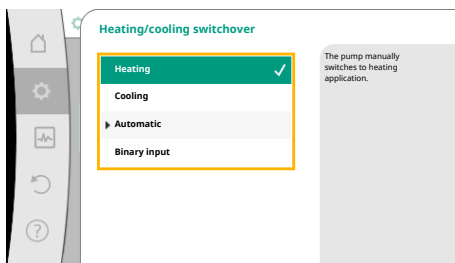 Heating/cooling switchover
Heating
Cooling
Automatic
Binary input
The pump manually
switches to heating
application.
?